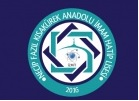 NECİP FAZIL KISAKÜREK ANADOLU İMAM HATİP LİSESİ
2016